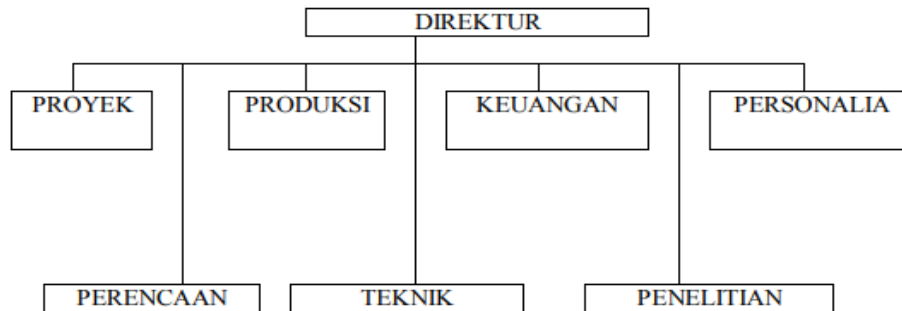 DIREKTUR
PROYEK
PRODUKSI
KEUANGAN
PERSONALIA
PERENCAAN
TEKNIK
PENELITIAN